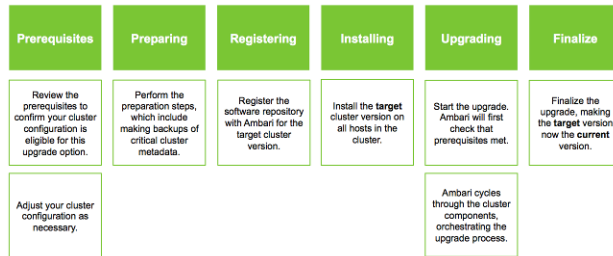 Prerequisites
Preparing
Registering
Installing
Upgrading
Finalize
Review the
prerequisites to
confirm your cluster
configuration is
eligible for this
upgrade option.
Perform the
preparation steps,
which include
making backups of
critical cluster
metadata.
Register the
software repository
with Ambari for the
target cluster
version.
Install the target
cluster version on
all hosts in the
cluster.
Start the upgrade.
Ambari will first
check that
prerequisites met.
Finalize the
upgrade, making
the target version
now the current
version.
Adjust your cluster
configuration as
necessary.
Ambari cycles
through the cluster
components,
orchestrating the
upgrade process.